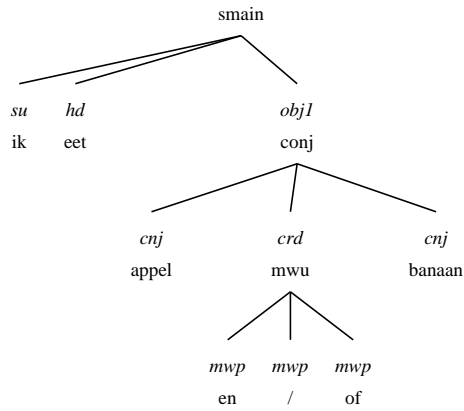 smain
su hd obj1
ik eet conj
cnj crd cnj
appel mwu banaan
mwp mwp mwp
en / of